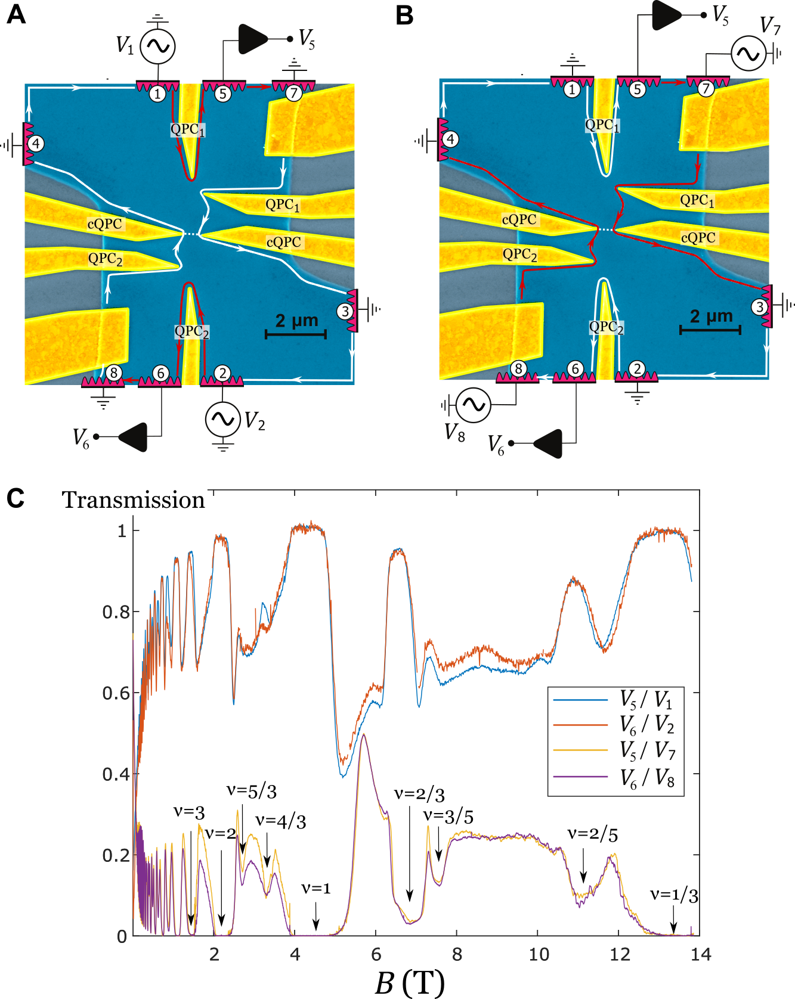 A
V1
V5
1
5
7
QPC1
4
QPC1
cQPC
cQPC
QPC2
3
2 µm
QPC2
8
6
2
V6
V2
B
V5
V7
1
5
7
QPC1
4
QPC1
cQPC
cQPC
QPC2
3
2 µm
QPC2
8
6
2
V8
V6
C
Transmission
1
0.8
0.6
0.4
0.2
0
V5 / V1
V6 / V2
V5 / V7
V6 / V8
ν=5/3
ν=2/3
ν=3
ν=4/3
ν=3/5
ν=2
ν=2/5
ν=1
ν=1/3
2 4 6 8 10 12 14
B (T)